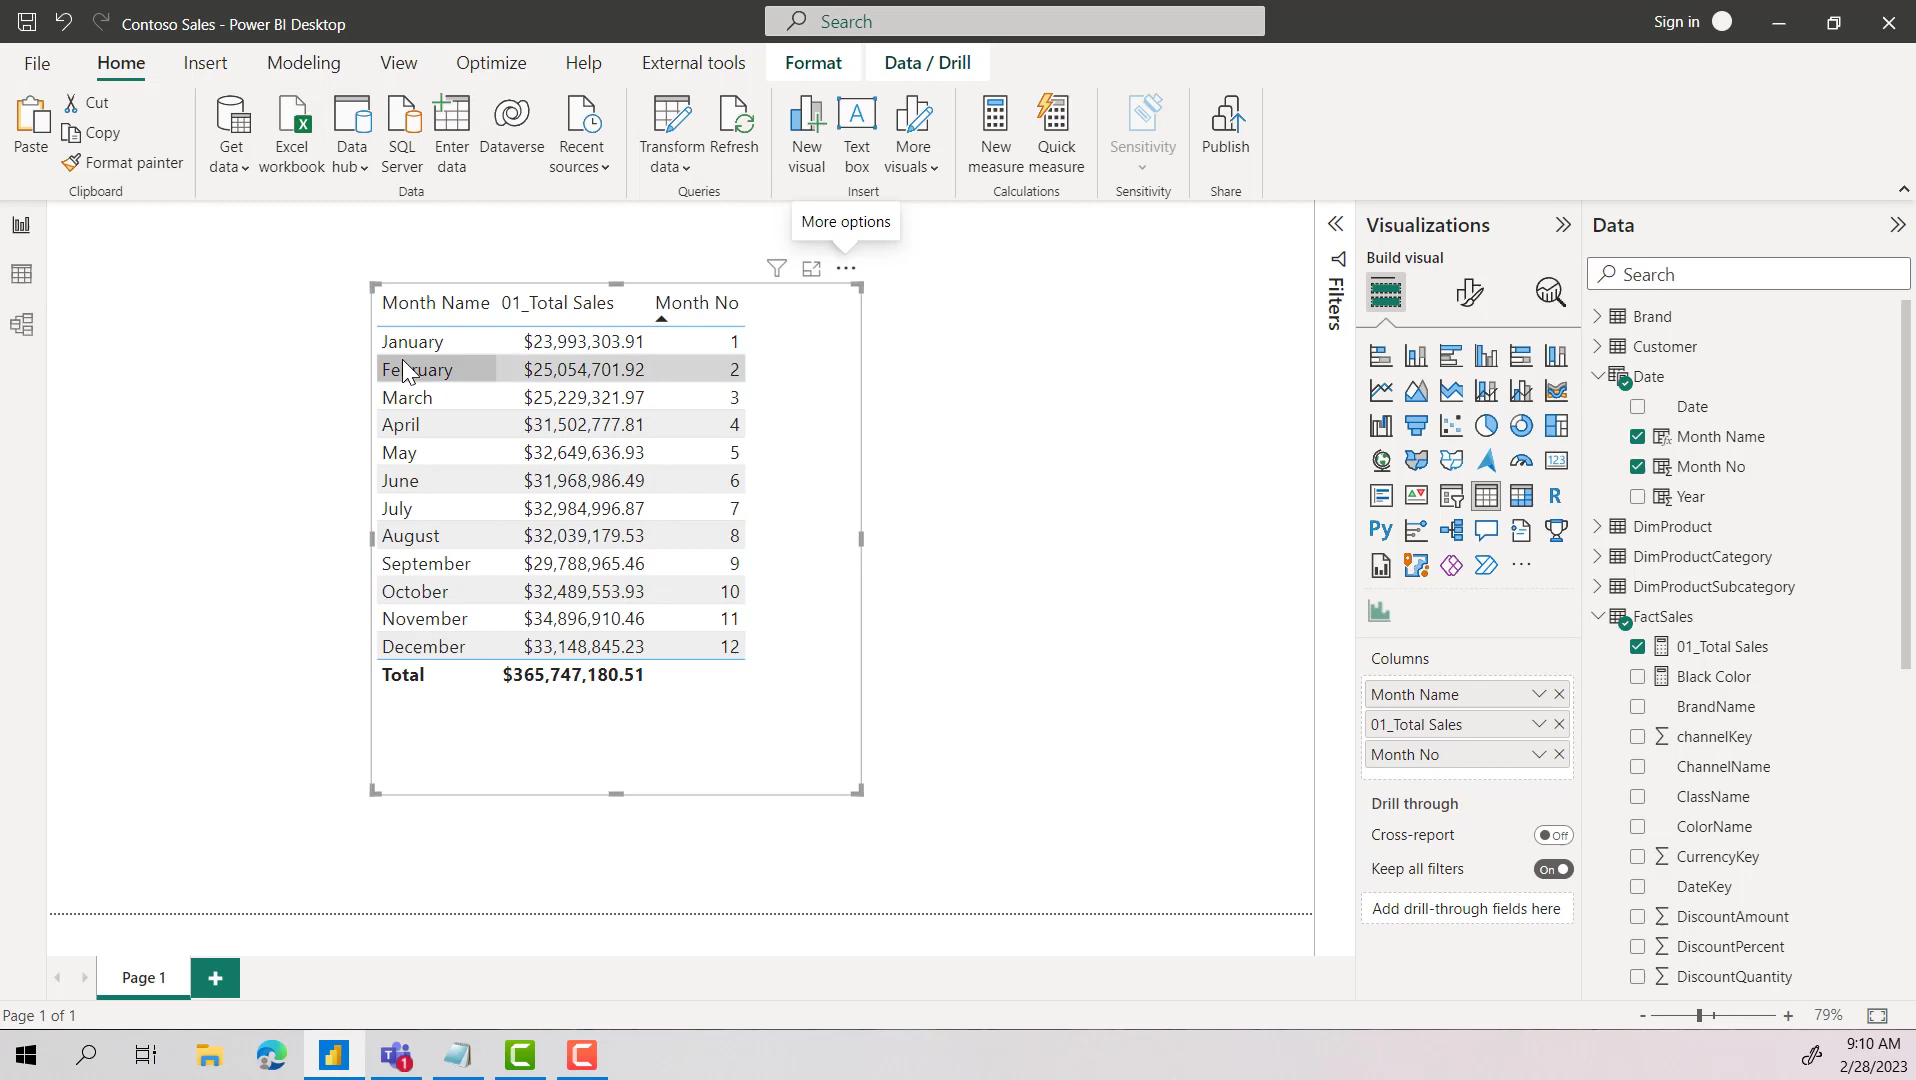 Contoso Sales - Power BI Desktop
Search
Sign in
File
Home
Insert
Modeling
View
Optimize
Help
External tools
Format
Data / Drill
Paste
Cut
Copy
Format painter
Clipboard
Get data
Excel workbook
Data hub
SQL Server
Enter data
Dataverse
Recent sources
Data
Transform data
Refresh
Queries
New visual
Text box
More visuals
Insert
New measure
Quick measure
Calculations
Sensitivity
Sensitivity
Publish
Share
More options
Month Name 01_Total Sales Month No
January $23,993,303.91 1
February $25,054,701.92 2
March $25,229,321.97 3
April $31,502,777.81 4
May $32,649,636.93 5
June $31,968,986.49 6
July $32,984,996.87 7
August $32,039,179.53 8
September $29,788,965.46 9
October $32,489,553.93 10
November $34,896,910.46 11
December $33,148,845.23 12
Total $365,747,180.51
Filters
Visualizations
Build visual
123
R
Py
Columns
Month Name
01_Total Sales
Month No
Drill through
Cross-report Off
Keep all filters On
Add drill-through fields here
Data
Search
Brand
Customer
Date
Date
Month Name
Month No
Year
DimProduct
DimProductCategory
DimProductSubcategory
FactSales
01_Total Sales
Black Color
BrandName
channelKey
ChannelName
ClassName
ColorName
CurrencyKey
DateKey
DiscountAmount
DiscountPercent
DiscountQuantity
Page 1
Page 1 of 1
- + 79%
9:10 AM
2/28/2023